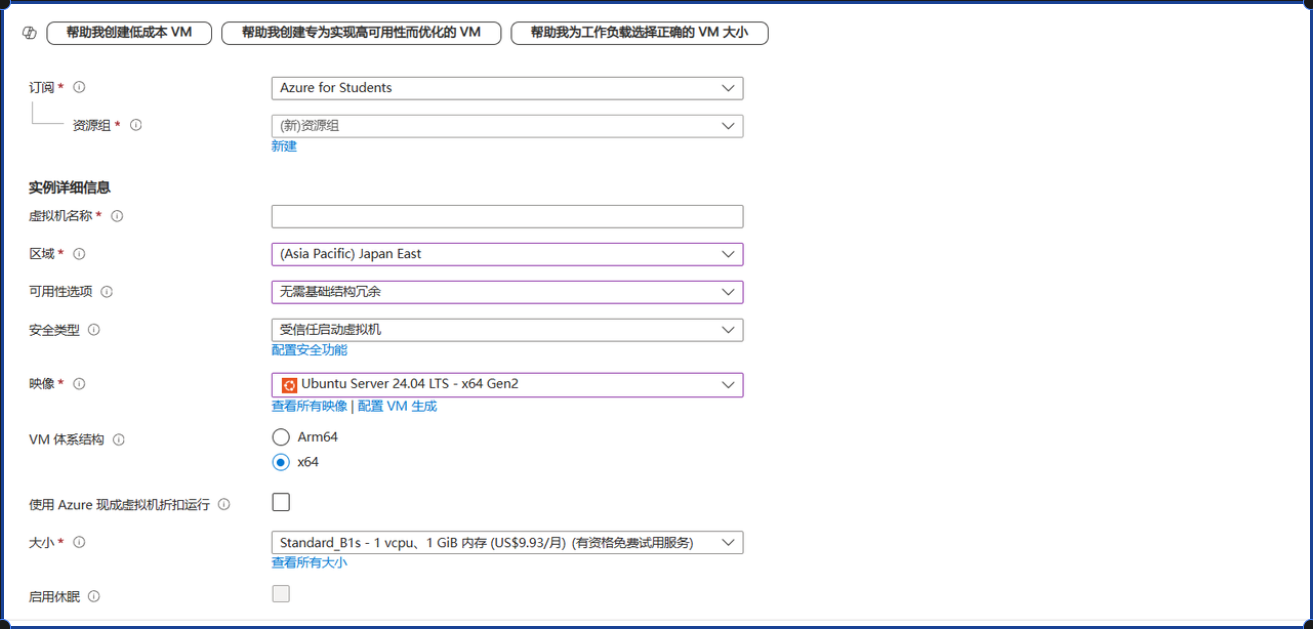 帮助我创建低成本 VM 帮助我创建专为实现高可用性而优化的 VM 帮助我为工作负载选择正确的 VM 大小
订阅 * Azure for Students
资源组 * (新)资源组
新建
实例详细信息
虚拟机名称 *
区域 * (Asia Pacific) Japan East
可用性选项 无需基础结构冗余
安全类型 受信任启动虚拟机
配置安全功能
映像 * Ubuntu Server 24.04 LTS - x64 Gen2
查看所有映像 | 配置 VM 生成
VM 体系结构 Arm64
x64
使用 Azure 现成虚拟机折扣运行
大小 * Standard_B1s - 1 vcpu、1 GiB 内存 (US$9.93/月) (有资格免费试用服务)
查看所有大小
启用休眠